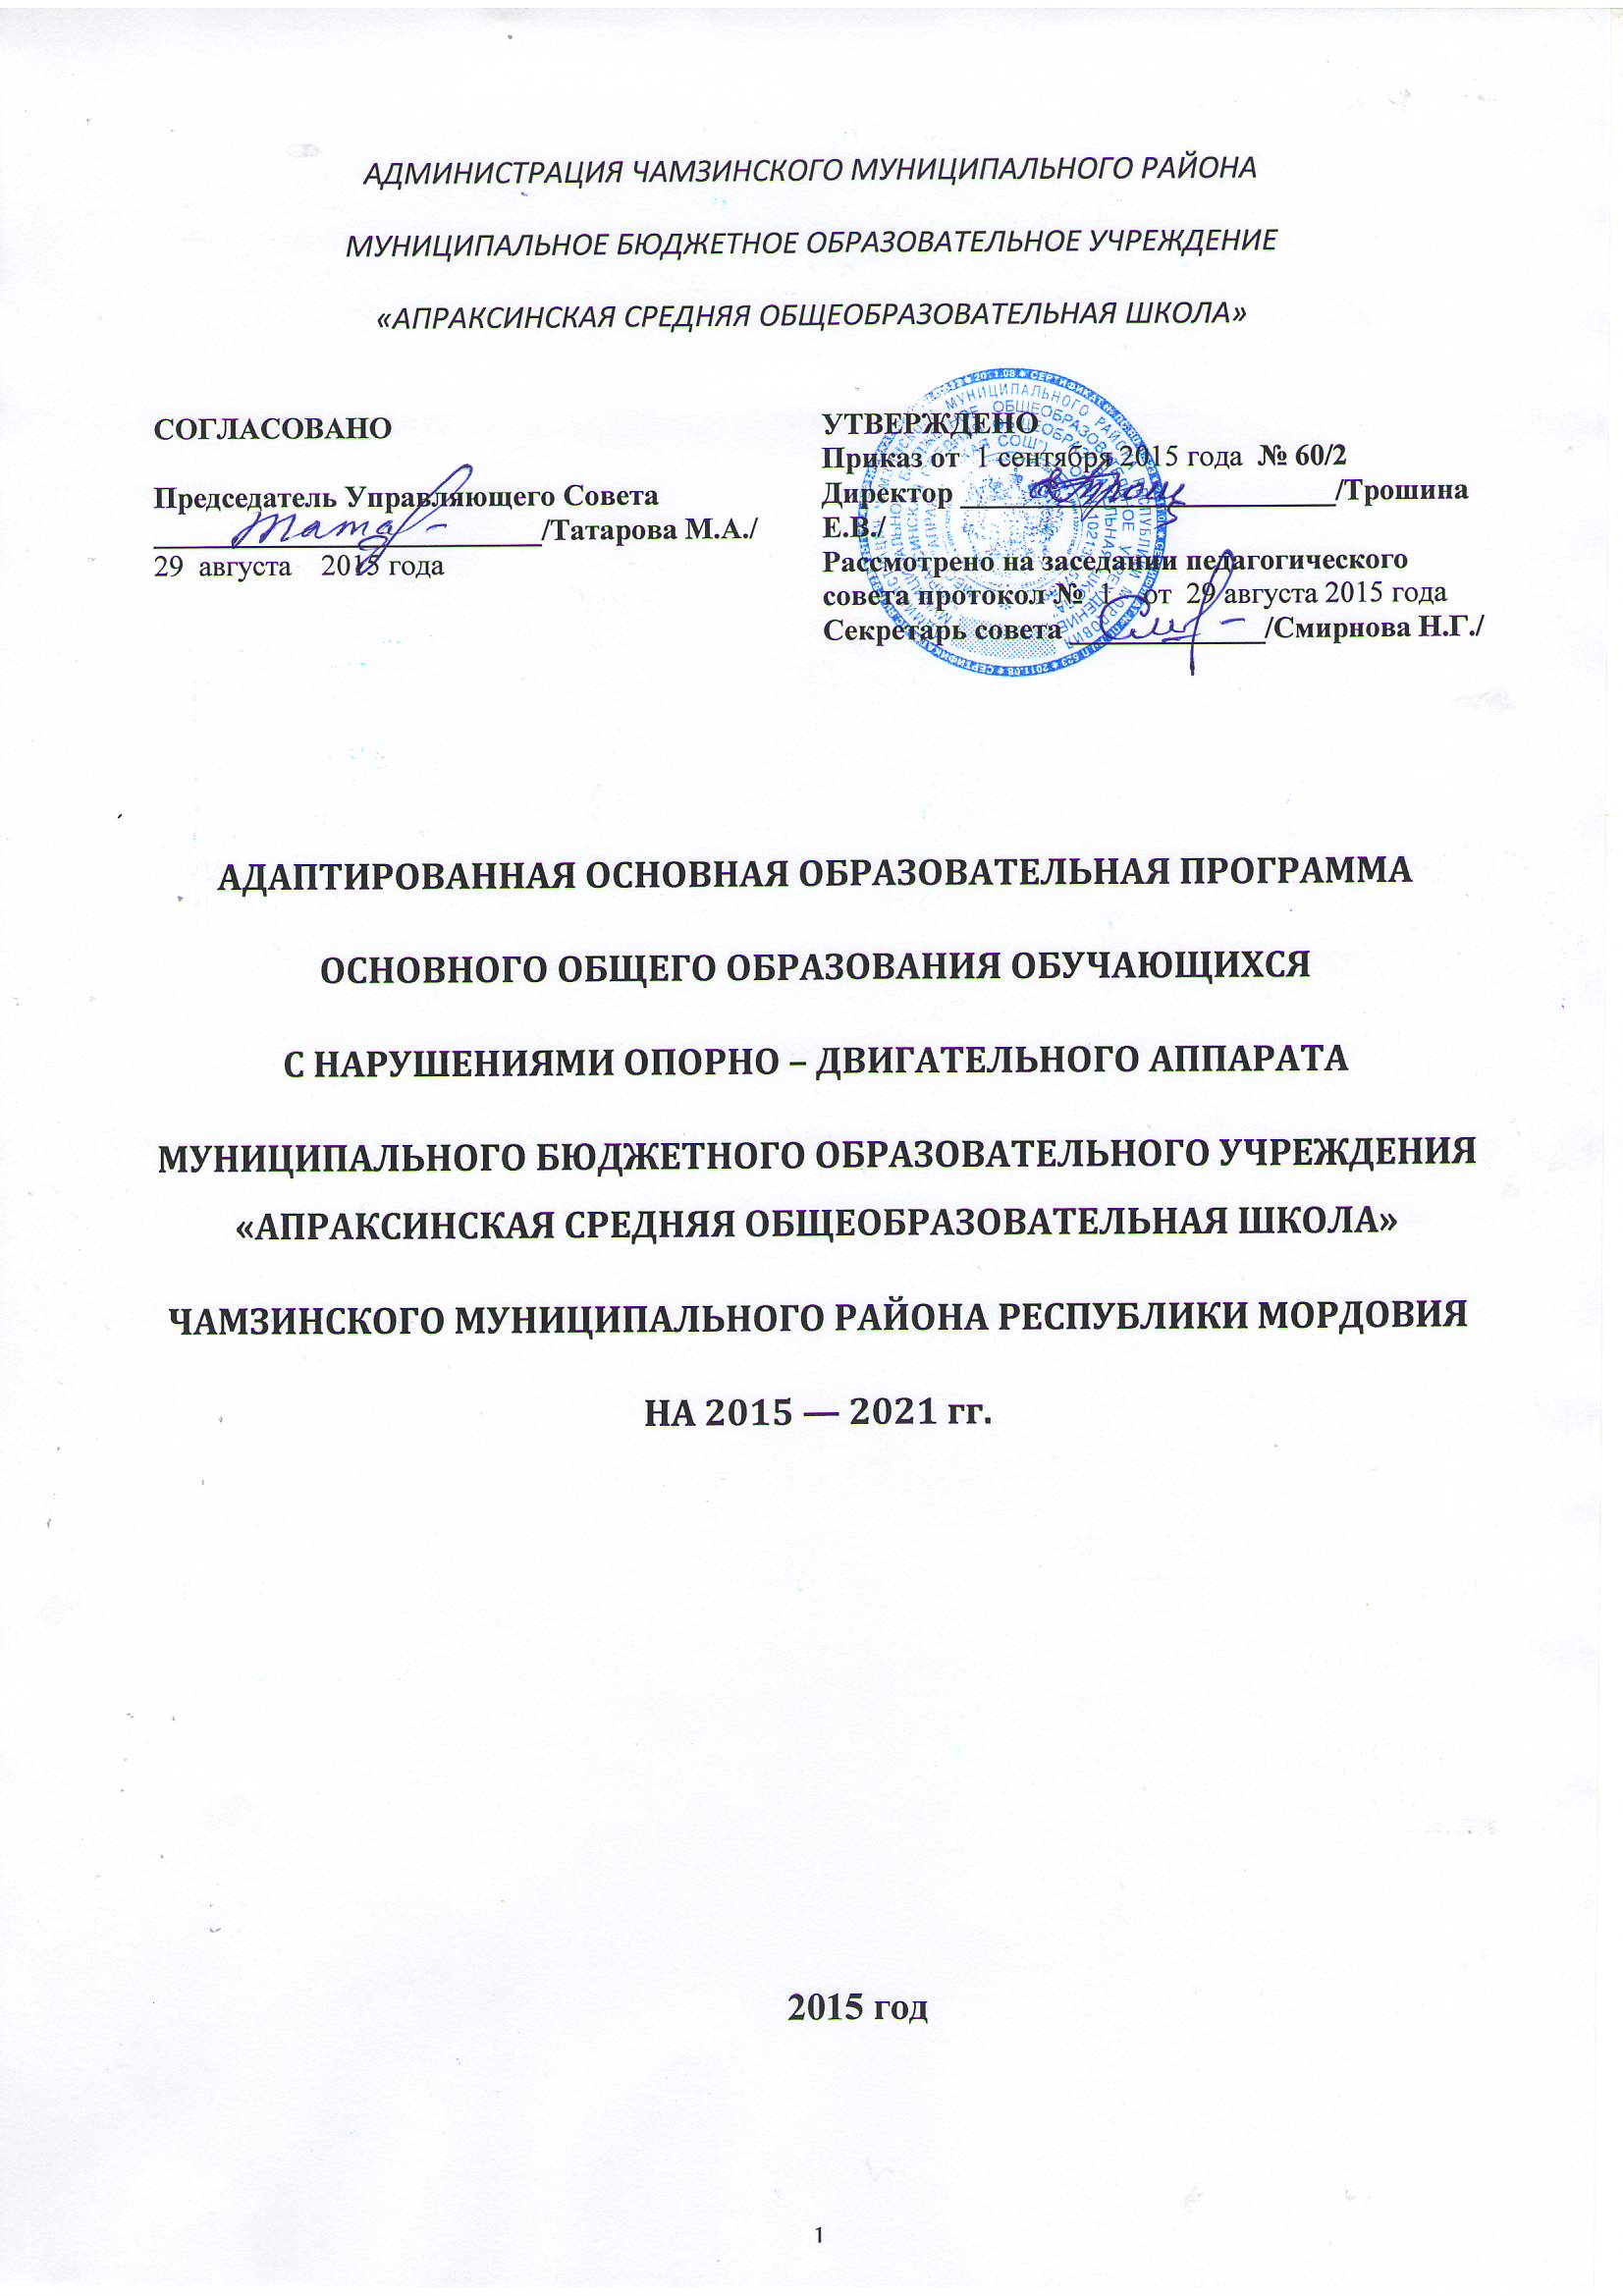 АДМИНИСТРАЦИЯ ЧАМЗИНСКОГО МУНИЦИПАЛЬНОГО РАЙОНА
МУНИЦИПАЛЬНОЕ БЮДЖЕТНОЕ ОБРАЗОВАТЕЛЬНОЕ УЧРЕЖДЕНИЕ
«АПРАКСИНСКАЯ СРЕДНЯЯ ОБЩЕОБРАЗОВАТЕЛЬНАЯ ШКОЛА»
СОГЛАСОВАНО
Председатель Управляющего Совета
/Татарова М.А./
29 августа 2015 года
УТВЕРЖДЕНО
Приказ от 1 сентября 2015 года № 60/2
Директор /Трошина
Е.В./
Рассмотрено на заседании педагогического
совета протокол № 1 от 29 августа 2015 года
Секретарь совета /Смирнова Н.Г./
АДАПТИРОВАННАЯ ОСНОВНАЯ ОБРАЗОВАТЕЛЬНАЯ ПРОГРАММА
ОСНОВНОГО ОБЩЕГО ОБРАЗОВАНИЯ ОБУЧАЮЩИХСЯ
С НАРУШЕНИЯМИ ОПОРНО – ДВИГАТЕЛЬНОГО АППАРАТА
МУНИЦИПАЛЬНОГО БЮДЖЕТНОГО ОБРАЗОВАТЕЛЬНОГО УЧРЕЖДЕНИЯ
«АПРАКСИНСКАЯ СРЕДНЯЯ ОБЩЕОБРАЗОВАТЕЛЬНАЯ ШКОЛА»
ЧАМЗИНСКОГО МУНИЦИПАЛЬНОГО РАЙОНА РЕСПУБЛИКИ МОРДОВИЯ
НА 2015 — 2021 гг.
2015 год
1